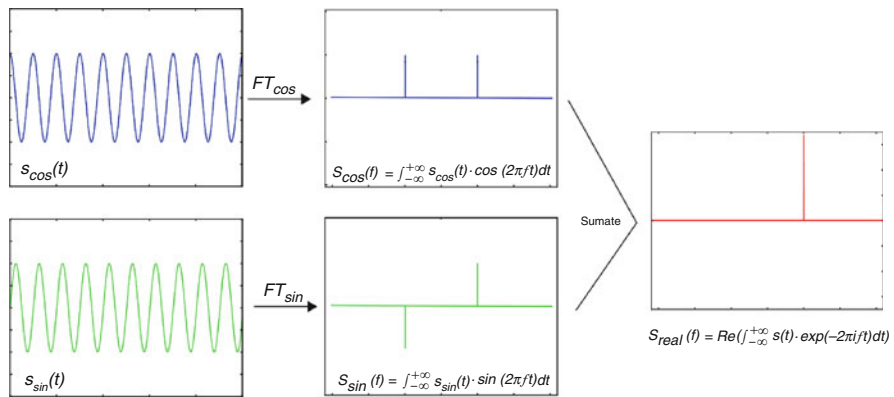 s_cos(t)
FT_cos
S_cos(f) = ∫_{-∞}^{+∞} s_cos(t)·cos (2πft)dt
Sumate
s_sin(t)
FT_sin
S_sin (f) = ∫_{-∞}^{+∞} s_sin(t)·sin (2πft)dt
S_real (f) = Re(∫_{-∞}^{+∞} s(t)·exp(-2πift)dt)